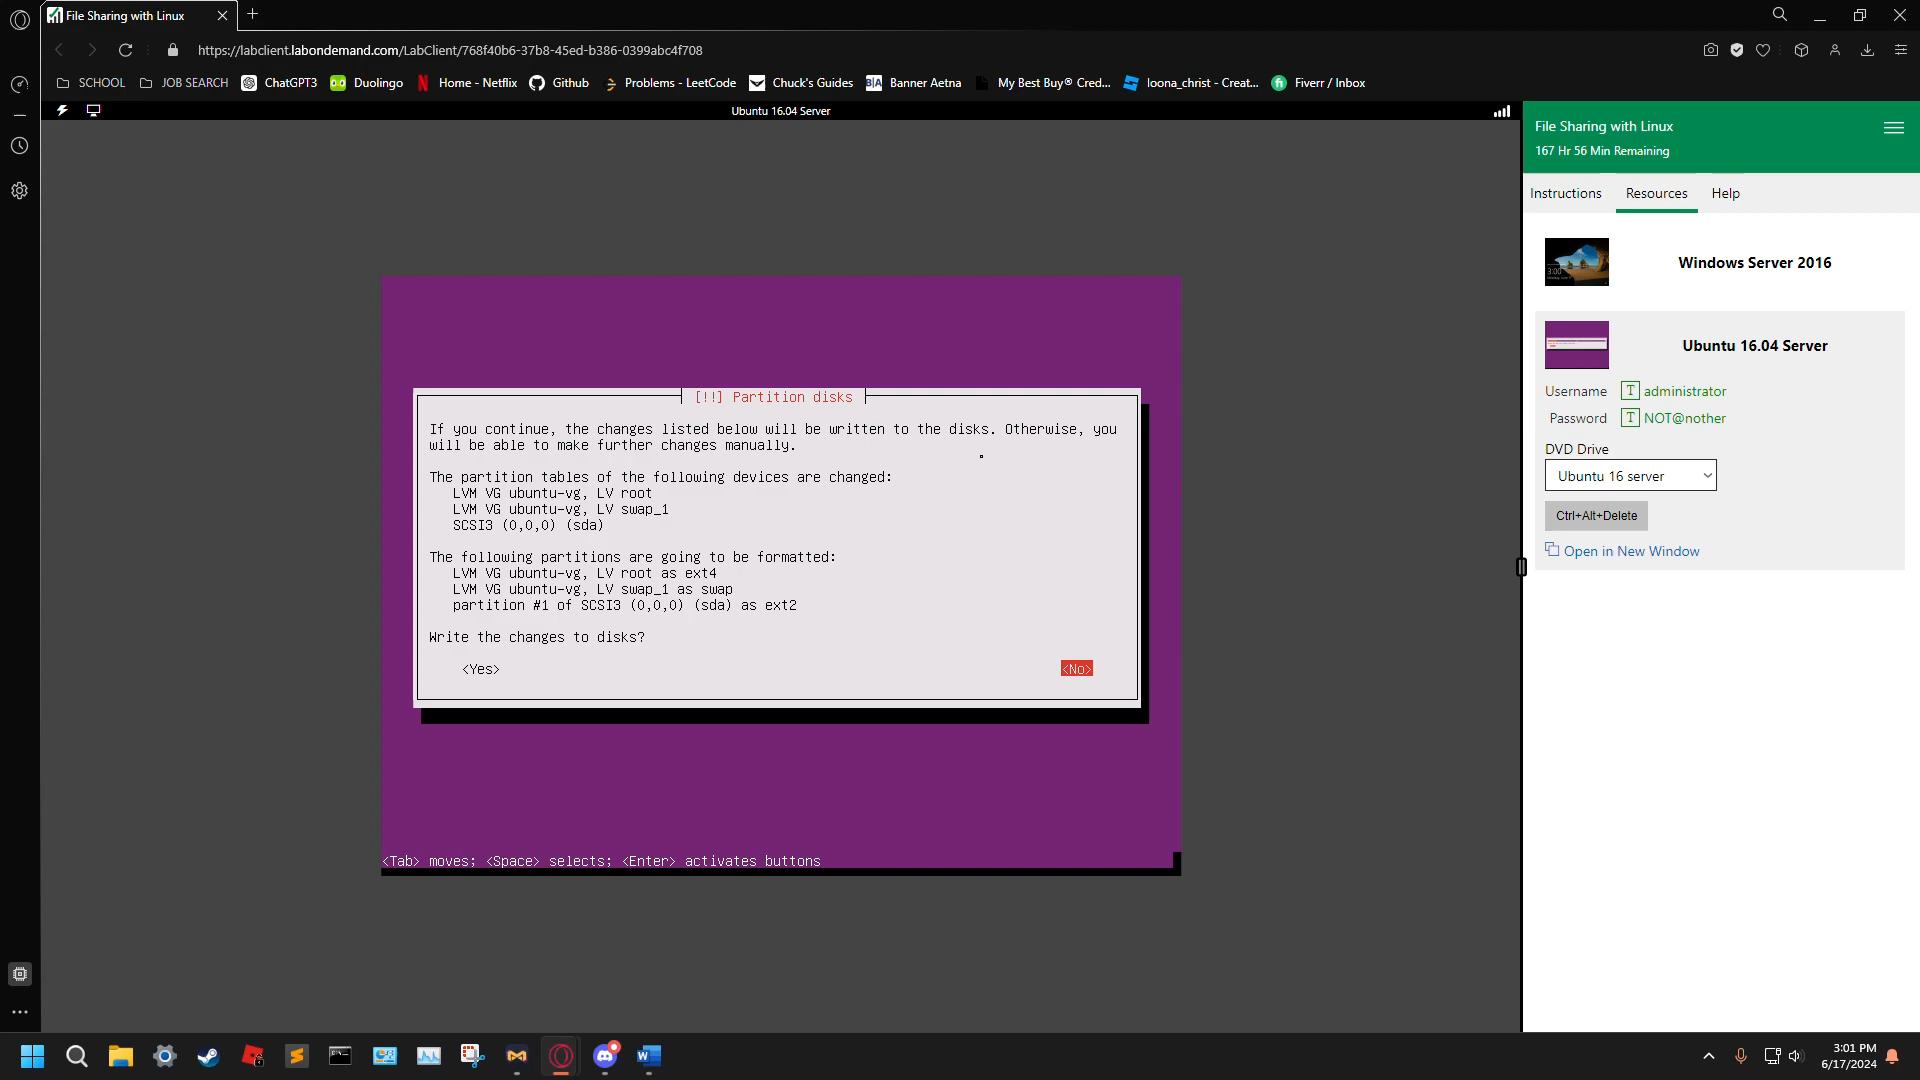 File Sharing with Linux
https://labclient.labondemand.com/LabClient/768f40b6-37b8-45ed-b386-0399abc4f708
SCHOOL JOB SEARCH ChatGPT3 Duolingo Home - Netflix Github Problems - LeetCode Chuck's Guides B|A Banner Aetna My Best Buy® Cred... loona_christ - Creat... fi Fiverr / Inbox
Ubuntu 16.04 Server
File Sharing with Linux
167 Hr 56 Min Remaining
Instructions Resources Help
Windows Server 2016
Ubuntu 16.04 Server
Username T administrator
Password T NOT@nother
DVD Drive
Ubuntu 16 server
Ctrl+Alt+Delete
Open in New Window
[!!] Partition disks
If you continue, the changes listed below will be written to the disks. Otherwise, you
will be able to make further changes manually.
The partition tables of the following devices are changed:
LVM VG ubuntu-vg, LV root
LVM VG ubuntu-vg, LV swap_1
SCSI3 (0,0,0) (sda)
The following partitions are going to be formatted:
LVM VG ubuntu-vg, LV root as ext4
LVM VG ubuntu-vg, LV swap_1 as swap
partition #1 of SCSI3 (0,0,0) (sda) as ext2
Write the changes to disks?
<Yes> <No>
<Tab> moves; <Space> selects; <Enter> activates buttons
3:01 PM
6/17/2024